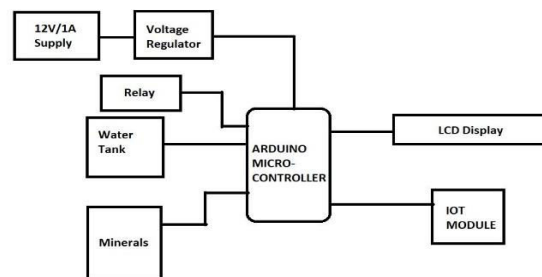 12V/1A
Supply
Voltage
Regulator
Relay
Water
Tank
ARDUINO
MICRO-
CONTROLLER
LCD Display
Minerals
IOT
MODULE